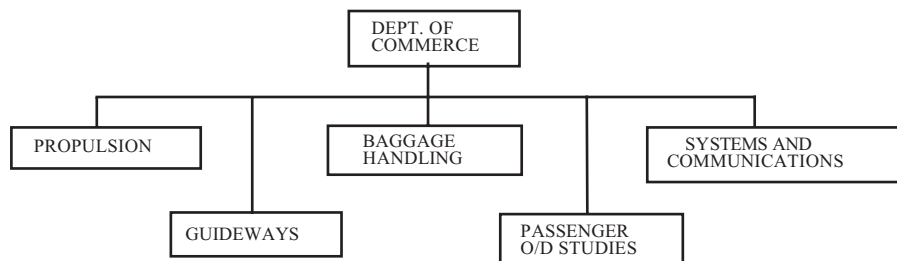 DEPT. OF
COMMERCE
PROPULSION
BAGGAGE
HANDLING
SYSTEMS AND
COMMUNICATIONS
GUIDEWAYS
PASSENGER
O/D STUDIES